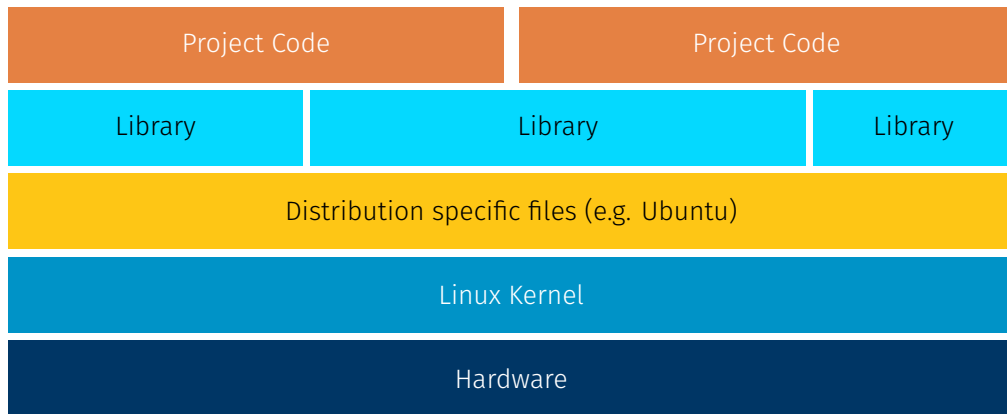 Project Code
Project Code
Library
Library
Library
Distribution specific files (e.g. Ubuntu)
Linux Kernel
Hardware